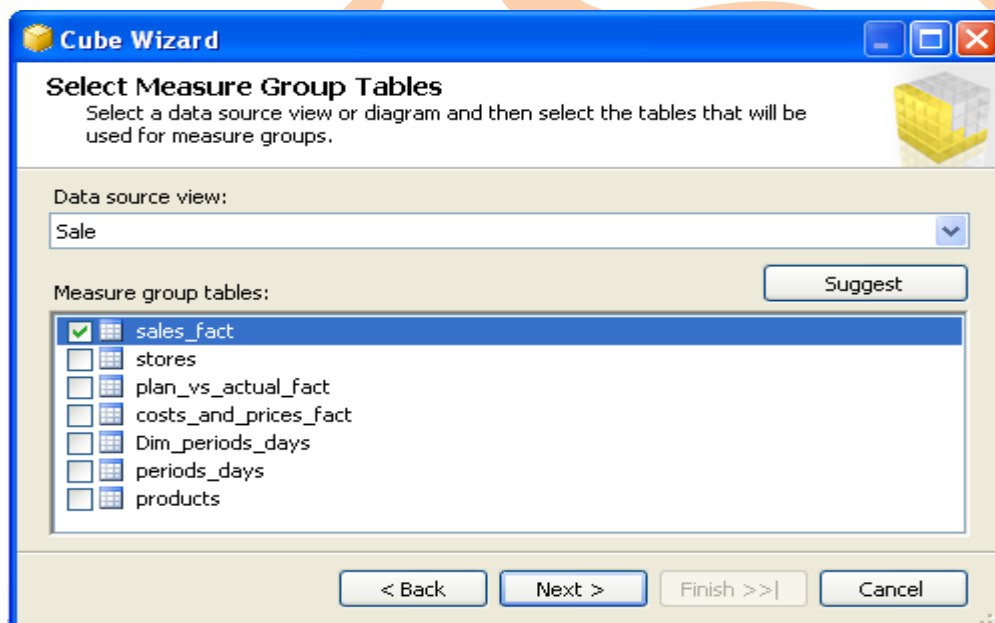 Cube Wizard
Select Measure Group Tables
Select a data source view or diagram and then select the tables that will be
used for measure groups.
Data source view:
Sale
Suggest
Measure group tables:
sales_fact
stores
plan_vs_actual_fact
costs_and_prices_fact
Dim_periods_days
periods_days
products
< Back
Next >
Finish >>|
Cancel